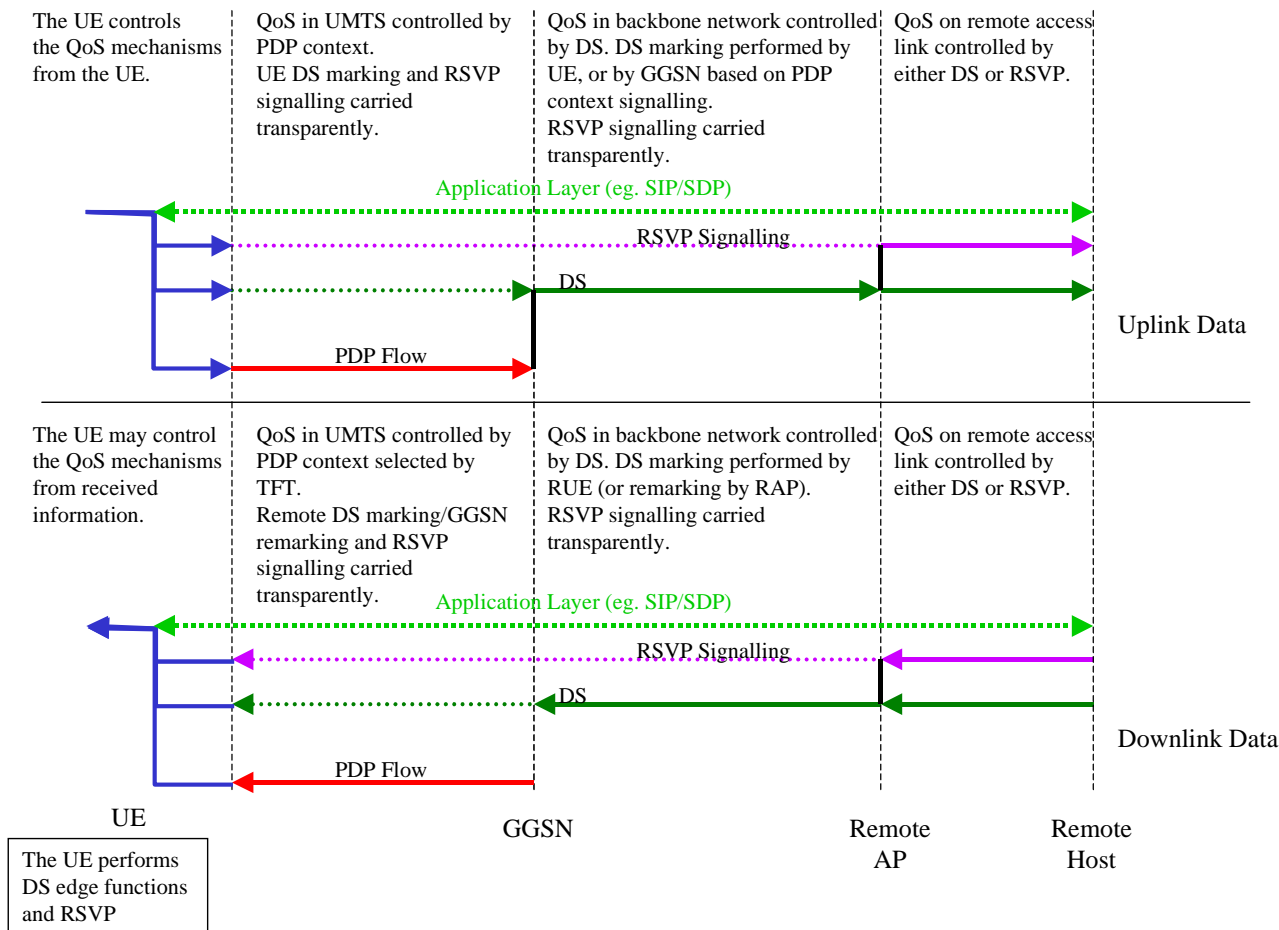 The UE controls
the QoS mechanisms
from the UE.
QoS in UMTS controlled by
PDP context.
UE DS marking and RSVP
signalling carried
transparently.
QoS in backbone network controlled
by DS. DS marking performed by
UE, or by GGSN based on PDP
context signalling.
RSVP signalling carried
transparently.
QoS on remote access
link controlled by
either DS or RSVP.
Application Layer (eg. SIP/SDP)
RSVP Signalling
DS
PDP Flow
Uplink Data
The UE may control
the QoS mechanisms
from received
information.
QoS in UMTS controlled by
PDP context selected by
TFT.
Remote DS marking/GGSN
remarking and RSVP
signalling carried
transparently.
QoS in backbone network controlled
by DS. DS marking performed by
RUE (or remarking by RAP).
RSVP signalling carried
transparently.
QoS on remote access
link controlled by
either DS or RSVP.
Application Layer (eg. SIP/SDP)
RSVP Signalling
DS
PDP Flow
Downlink Data
UE
GGSN
Remote
AP
Remote
Host
The UE performs
DS edge functions
and RSVP